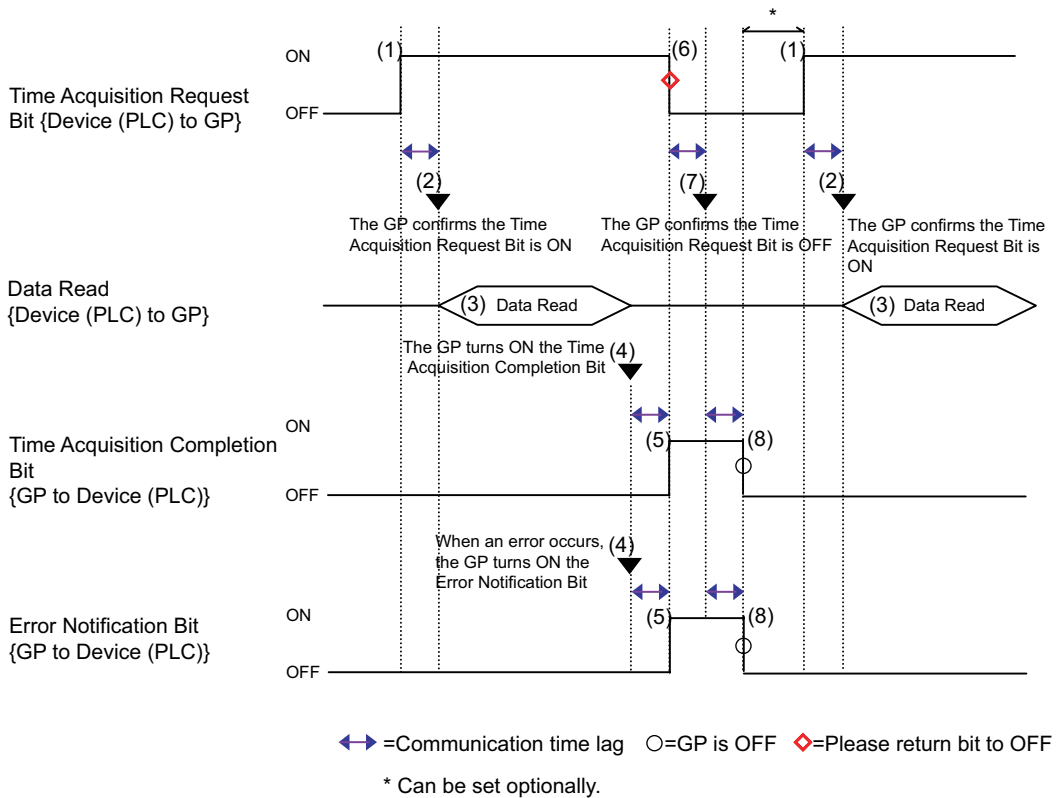 *
ON
(1)
(6)
(1)
Time Acquisition Request
Bit {Device (PLC) to GP}
OFF
(2)
(7)
(2)
The GP confirms the Time
Acquisition Request Bit is ON
The GP confirms the Time
Acquisition Request Bit is OFF
The GP confirms the Time
Acquisition Request Bit is
ON
Data Read
{Device (PLC) to GP}
(3) Data Read
(3) Data Read
The GP turns ON the Time
Acquisition Completion Bit
(4)
ON
Time Acquisition Completion
Bit
{GP to Device (PLC)}
(5)
(8)
OFF
When an error occurs,
the GP turns ON the
Error Notification Bit
(4)
ON
Error Notification Bit
{GP to Device (PLC)}
(5)
(8)
OFF
=Communication time lag
=GP is OFF
=Please return bit to OFF
* Can be set optionally.